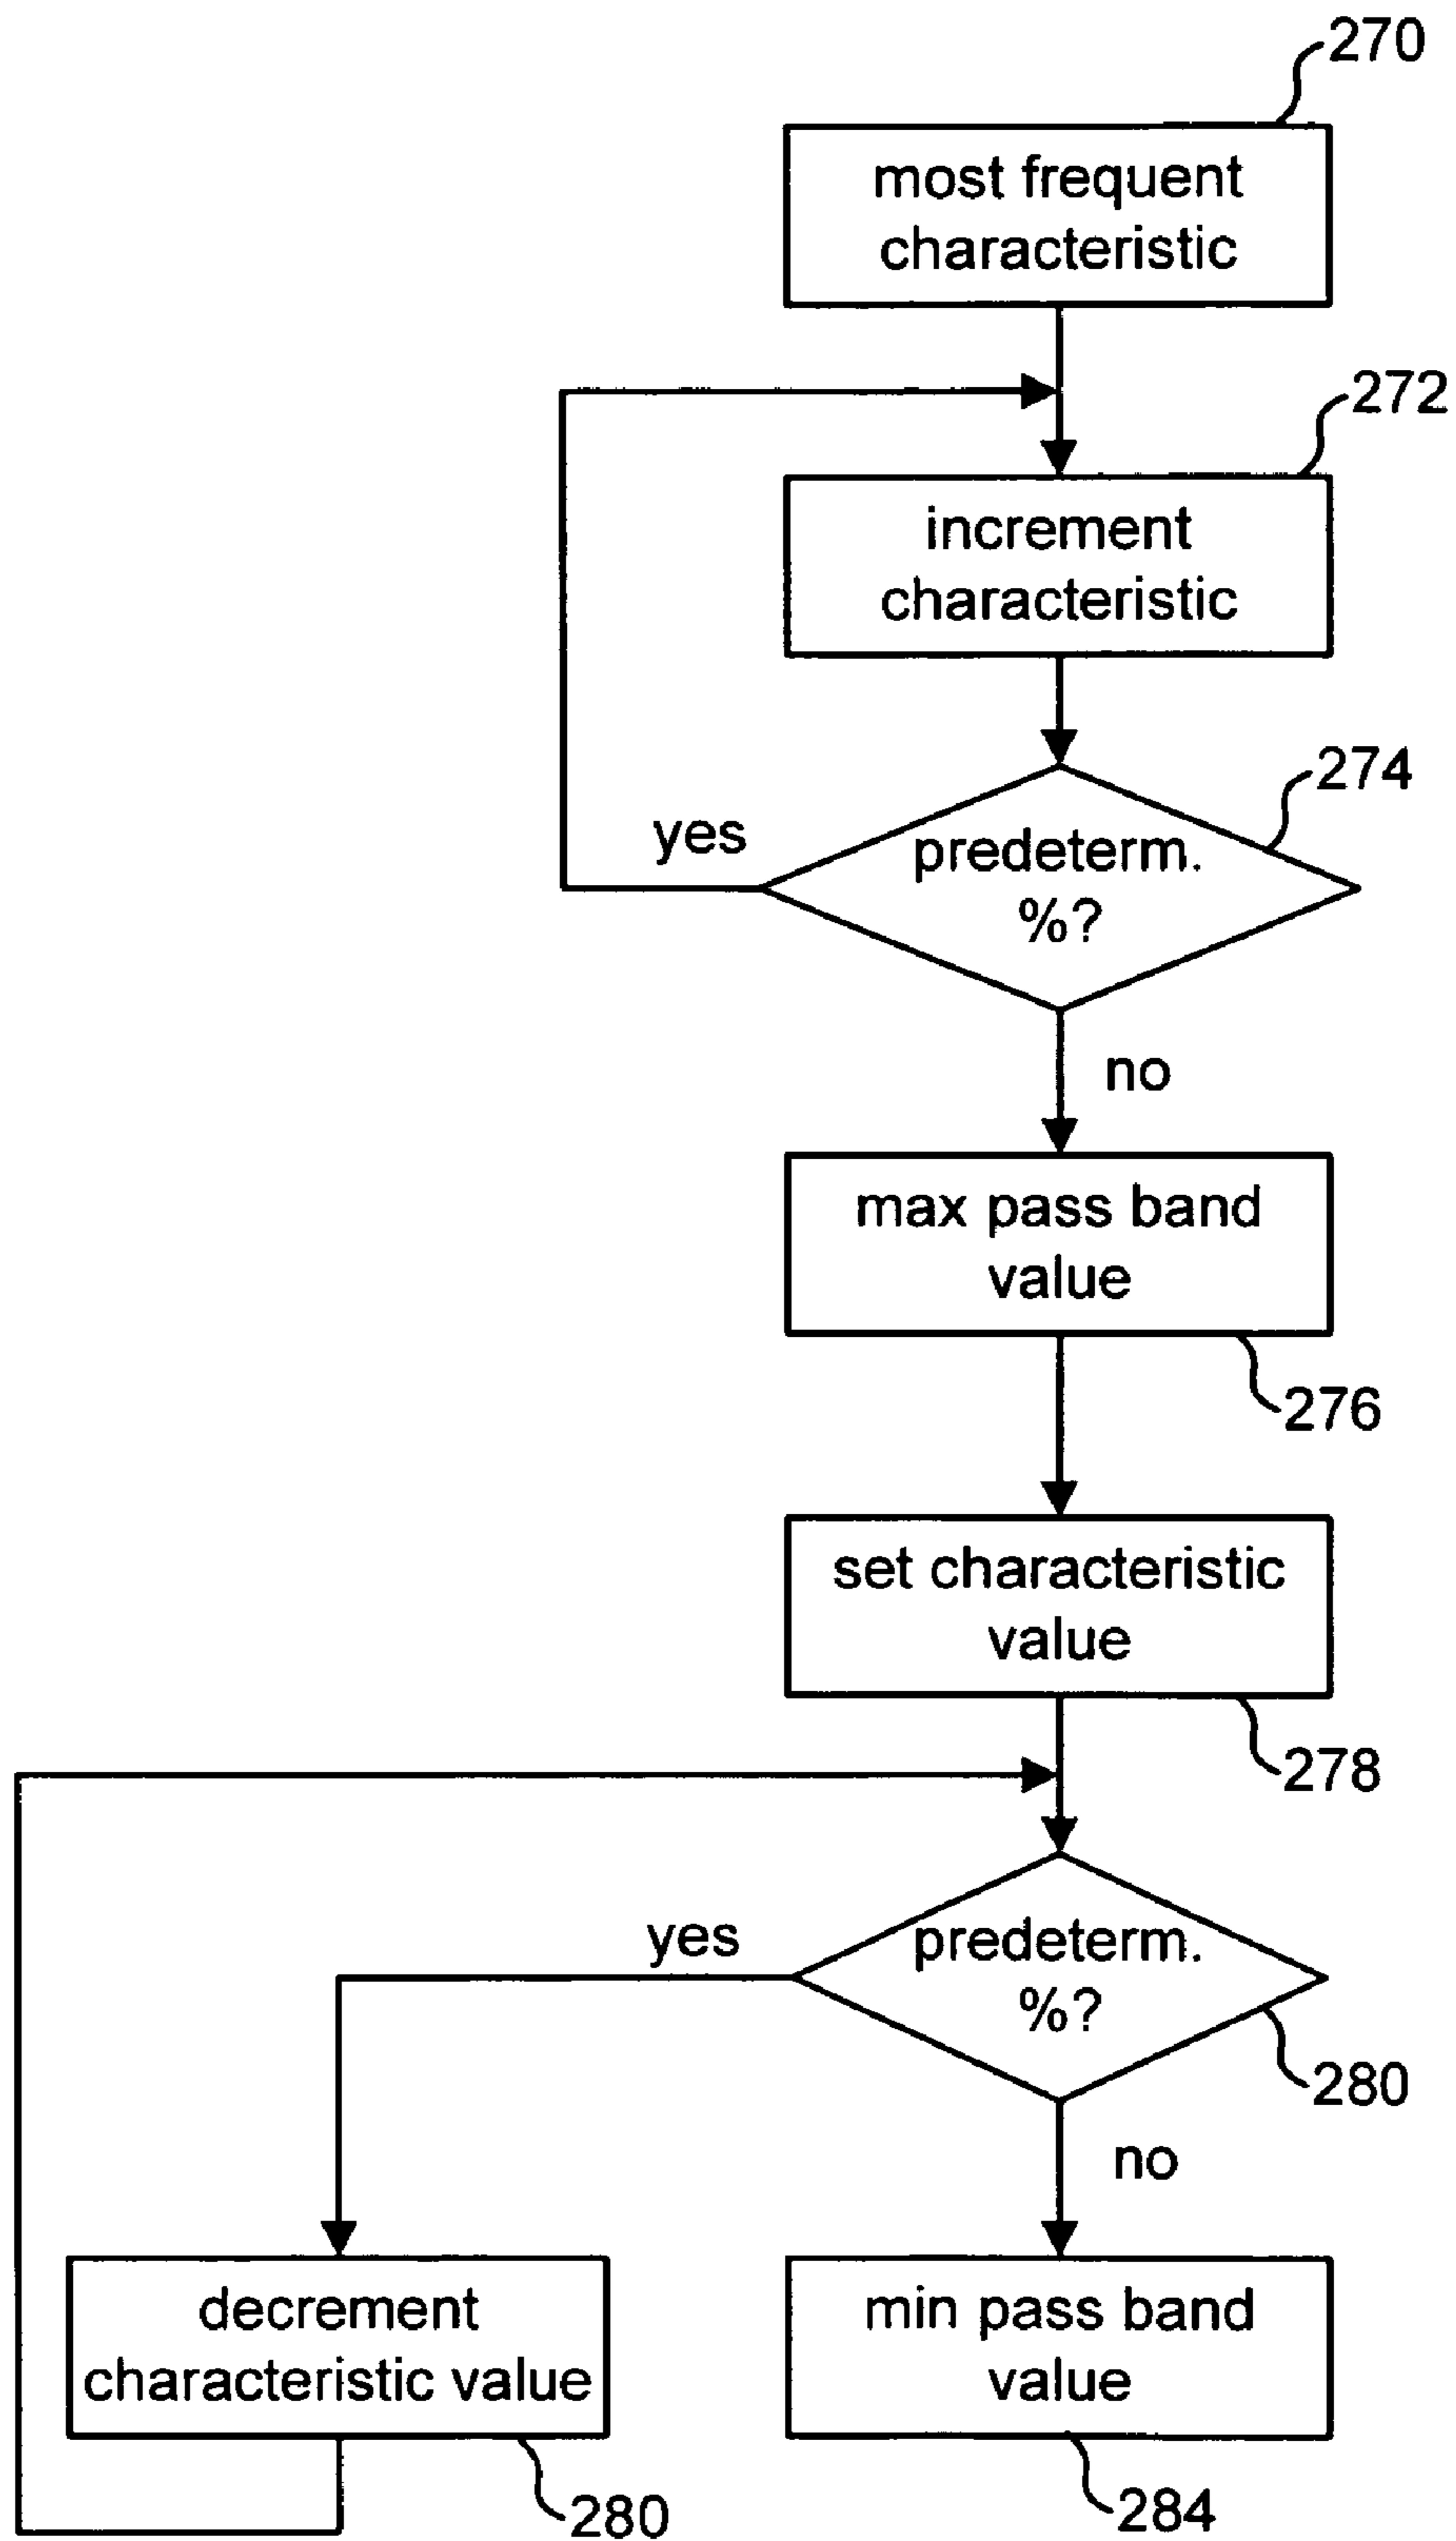 270
most frequent
characteristic
272
increment
characteristic
274
yes
predeterm.
%?
no
max pass band
value
276
set characteristic
value
278
yes
predeterm.
%?
280
no
decrement
characteristic value
280
min pass band
value
284